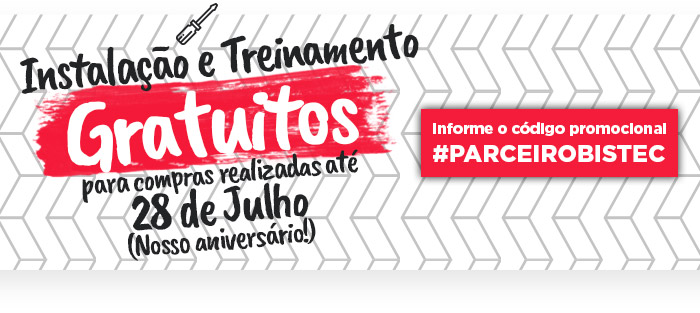 Instalação e Treinamento
Gratuitos
para compras realizadas até
28 de Julho
(Nosso aniversário!)
Informe o código promocional
#PARCEIROBISTEC